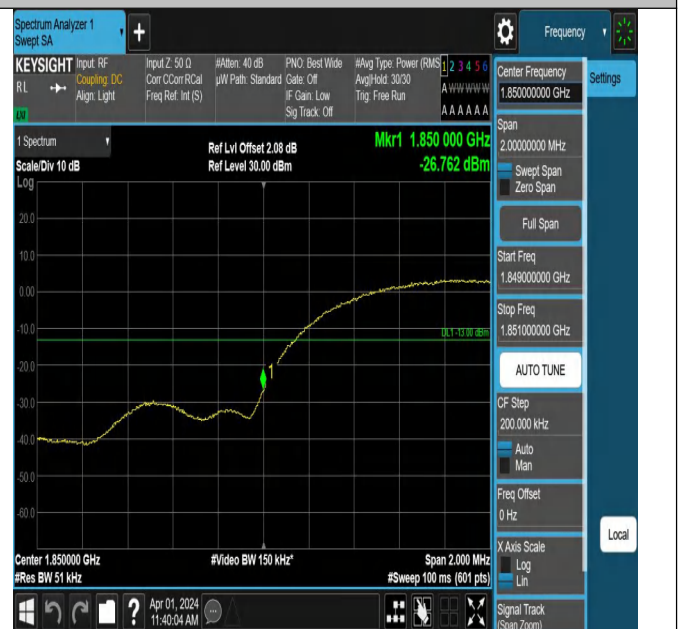 Spectrum Analyzer 1
Swept SA
+
Frequency
KEYSIGHT
RL
LXI
Input: RF
Coupling: DC
Align: Light
Input Z: 50 Ω
Corr CCorr RCal
Freq Ref: Int (S)
#Atten: 40 dB
µW Path: Standard
PNO: Best Wide
Gate: Off
IF Gain: Low
Sig Track: Off
#Avg Type: Power (RMS
Avg|Hold: 30/30
Trig: Free Run
1 2 3 4 5 6
A W W W W W
A A A A A A
1 Spectrum
Scale/Div 10 dB
Log
Ref Lvl Offset 2.08 dB
Ref Level 30.00 dBm
Mkr1 1.850 000 GHz
-26.762 dBm
20.0
10.0
0.00
-10.0
-20.0
-30.0
-40.0
-50.0
-60.0
DL1 -13.00 dBm
1
Center 1.85000 GHz
#Res BW 51 kHz
#Video BW 150 kHz*
Span 2.000 MHz
#Sweep 100 ms (601 pts)
?
Apr 01, 2024
11:40:04 AM
Center Frequency
1.850000000 GHz
Settings
Span
2.00000000 MHz
Swept Span
Zero Span
Full Span
Start Freq
1.849000000 GHz
Stop Freq
1.851000000 GHz
AUTO TUNE
CF Step
200.000 kHz
Auto
Man
Freq Offset
0 Hz
X Axis Scale
Log
Lin
Local
Signal Track
(Span Zoom)